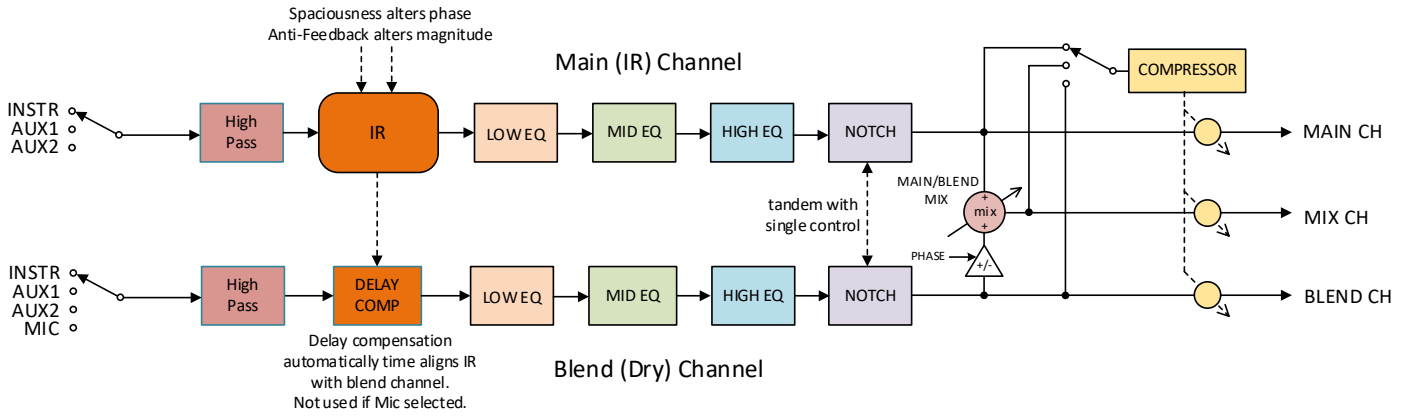 Spaciousness alters phase
Anti-Feedback alters magnitude
Main (IR) Channel
INSTR
AUX1
AUX2
High
Pass
IR
LOW EQ
MID EQ
HIGH EQ
NOTCH
COMPRESSOR
MAIN CH
tandem with
single control
MAIN/BLEND
MIX
+
mix
+
MIX CH
PHASE
+/-
INSTR
AUX1
AUX2
MIC
High
Pass
DELAY
COMP
LOW EQ
MID EQ
HIGH EQ
NOTCH
BLEND CH
Delay compensation
automatically time aligns IR
with blend channel.
Not used if Mic selected.
Blend (Dry) Channel